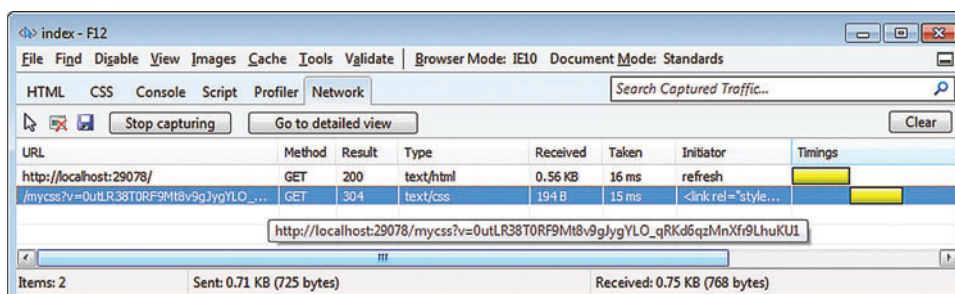 index - F12
File Find Disable View Images Cache Tools Validate Browser Mode: IE10 Document Mode: Standards
HTML CSS Console Script Profiler Network Search Captured Traffic...
Stop capturing Go to detailed view Clear
URL Method Result Type Received Taken Initiator Timings
http://localhost:29078/ GET 200 text/html 0.56 KB 16 ms refresh
/mycss?v=0utLR38T0RF9Mt8v9gJygYLO_... GET 304 text/css 194 B 15 ms <link rel="style...
http://localhost:29078/mycss?v=0utLR38T0RF9Mt8v9gJygYLO_qRKd6qzMnXfr9LhuKU1
Items: 2 Sent: 0.71 KB (725 bytes) Received: 0.75 KB (768 bytes)